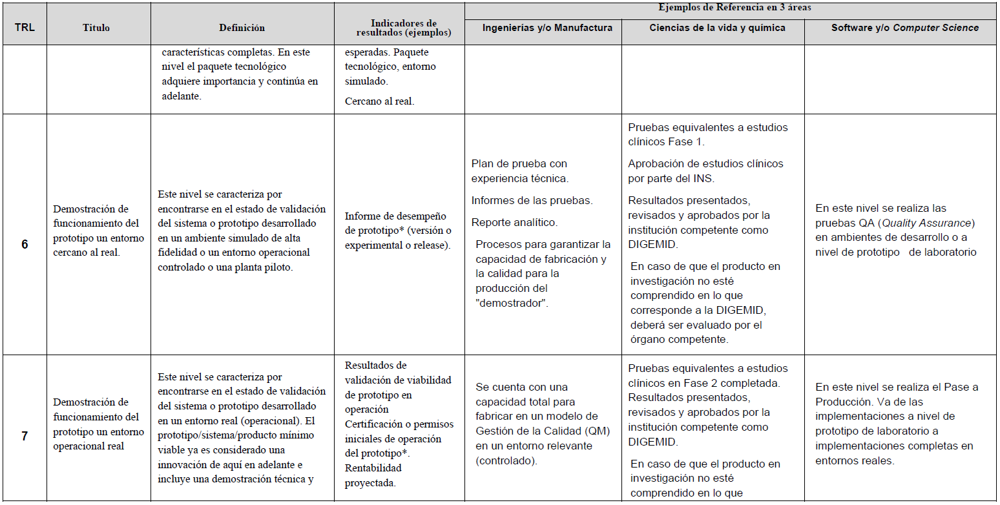 Ejemplos de Referencia en 3 áreas
TRL
Titulo
Definición
Indicadores de
resultados (ejemplos)
Ingenierías y/o Manufactura
Ciencias de la vida y química
Software y/o Computer Science
características completas. En este
nivel el paquete tecnológico
adquiere importancia y continúa en
adelante.
esperadas. Paquete
tecnológico, entorno
simulado.
Cercano al real.
6
Demostración de
funcionamiento del
prototipo un entorno
cercano al real.
Este nivel se caracteriza por
encontrarse en el estado de validación
del sistema o prototipo desarrollado
en un ambiente simulado de alta
fidelidad o un entorno operacional
controlado o una planta piloto.
Informe de desempeño
de prototipo* (versión o
experimental o release).
Plan de prueba con
experiencia técnica.
Informes de las pruebas.
Reporte analítico.
Procesos para garantizar la
capacidad de fabricación y
la calidad para la
producción del
"demostrador".
Pruebas equivalentes a estudios
clínicos Fase 1.
Aprobación de estudios clínicos
por parte del INS.
Resultados presentados,
revisados y aprobados por la
institución competente como
DIGEMID.
En caso de que el producto en
investigación no esté
comprendido en lo que
corresponde a la DIGEMID,
deberá ser evaluado por el
órgano competente.
En este nivel se realiza las
pruebas QA (Quality Assurance)
en ambientes de desarrollo o a
nivel de prototipo de laboratorio
7
Demostración de
funcionamiento del
prototipo un entorno
operacional real
Este nivel se caracteriza por
encontrarse en el estado de validación
del sistema o prototipo desarrollado
en un entorno real (operacional). El
prototipo/sistema/producto mínimo
viable ya es considerado una
innovación de aquí en adelante e
incluye una demostración técnica y
Resultados de
validación de viabilidad
de prototipo en
operación
Certificación o permisos
iniciales de operación
del prototipo*.
Rentabilidad
proyectada.
Se cuenta con una
capacidad total para
fabricar en un modelo de
Gestión de la Calidad (QM)
en un entorno relevante
(controlado).
Pruebas equivalentes a estudios
clínicos en Fase 2 completada.
Resultados presentados,
revisados y aprobados por la
institución competente como
DIGEMID.
En caso de que el producto en
investigación no esté
comprendido en lo que
En este nivel se realiza el Pase a
Producción. Va de las
implementaciones a nivel de
prototipo de laboratorio a
implementaciones completas en
entornos reales.